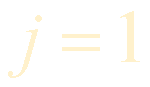 j = 1